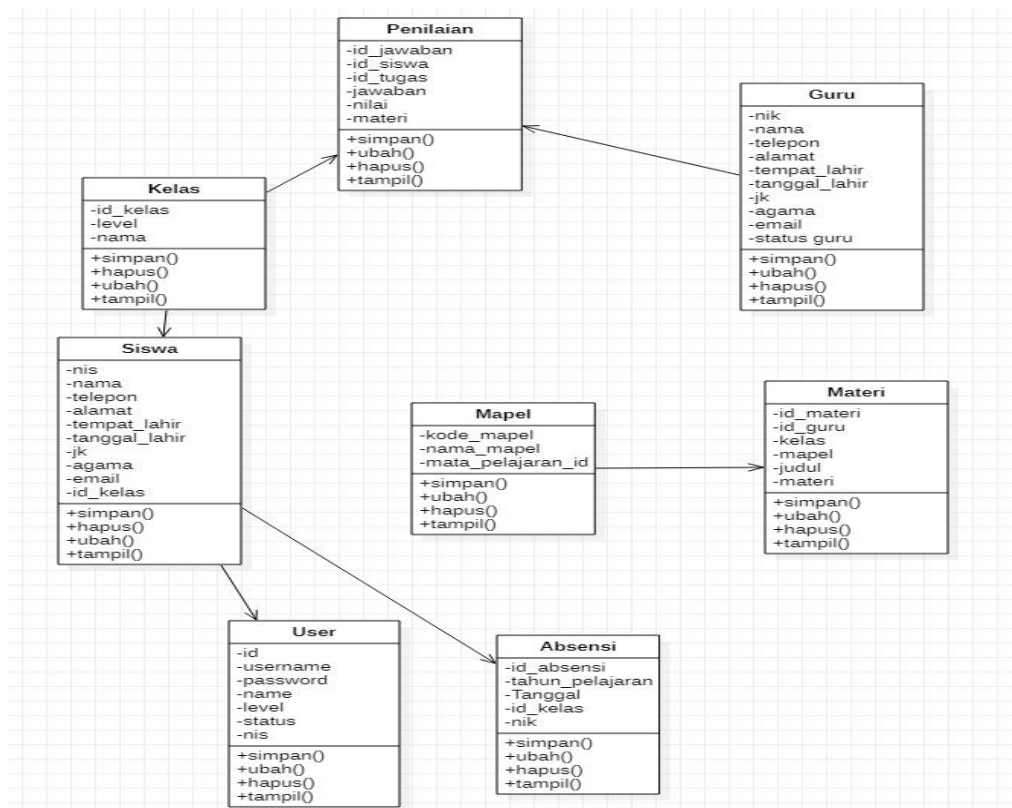 Penilaian
-id_jawaban
-id_siswa
-id_tugas
-jawaban
-nilai
-materi
+simpan()
+ubah()
+hapus()
+tampil()
Guru
-nik
-nama
-telepon
-alamat
-tempat_lahir
-tanggal_lahir
-jk
-agama
-email
-status guru
+simpan()
+ubah()
+hapus()
+tampil()
Kelas
-id_kelas
-level
-nama
+simpan()
+hapus()
+ubah()
+tampil()
Siswa
-nis
-nama
-telepon
-alamat
-tempat_lahir
-tanggal_lahir
-jk
-agama
-email
-id_kelas
+simpan()
+hapus()
+ubah()
+tampil()
Mapel
-kode_mapel
-nama_mapel
-mata_pelajaran_id
+simpan()
+ubah()
+hapus()
+tampil()
Materi
-id_materi
-id_guru
-kelas
-mapel
-judul
-materi
+simpan()
+ubah()
+hapus()
+tampil()
User
-id
-username
-password
-name
-level
-status
-nis
+simpan()
+ubah()
+hapus()
+tampil()
Absensi
-id_absensi
-tahun_pelajaran
-Tanggal
-id_kelas
-nik
+simpan()
+ubah()
+hapus()
+tampil()